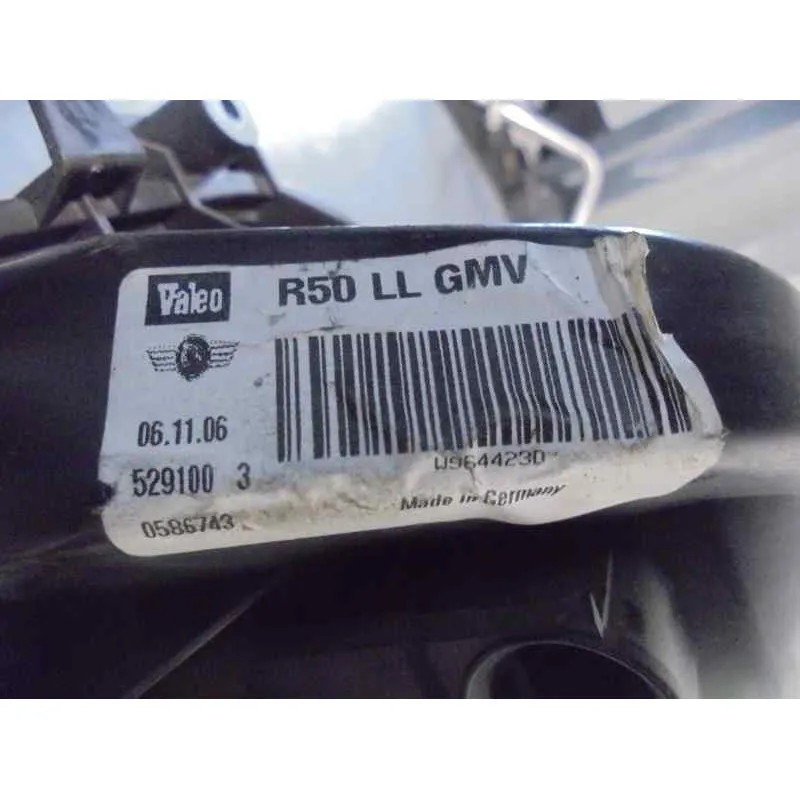 Valeo
R50 LL GMV
06.11.06
529100 3
0586743
W964423D
Made in Germany